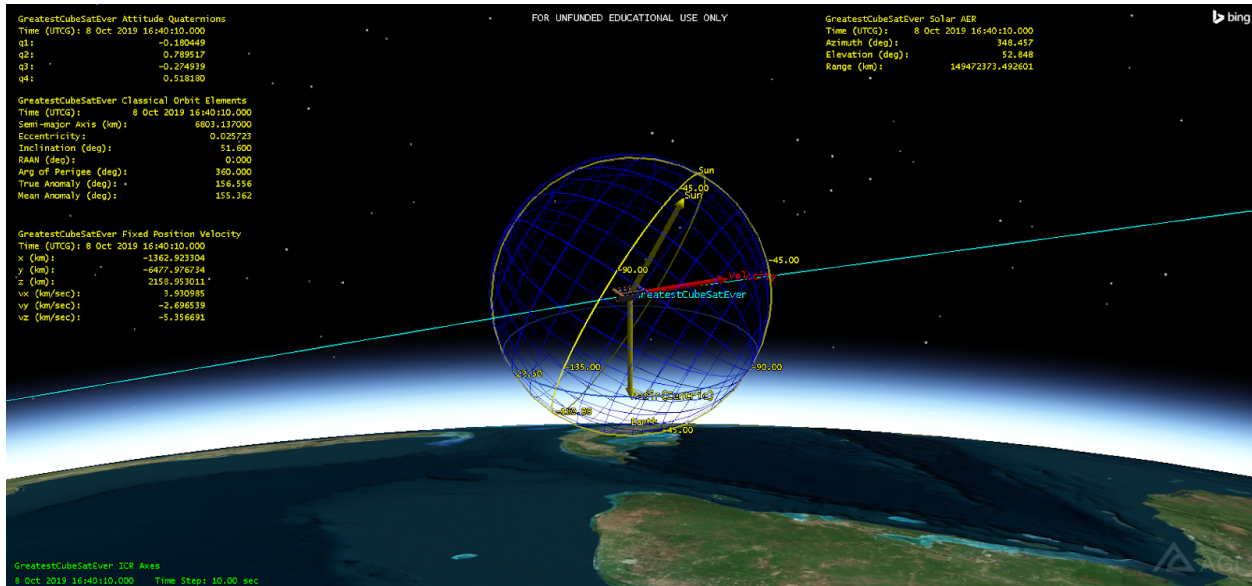 GreatestCubeSatEver Attitude Quaternions
Time (UTCG): 8 Oct 2019 16:40:10.000
q1: -0.180449
q2: 0.789517
q3: -0.274939
q4: 0.518180
GreatestCubeSatEver Classical Orbit Elements
Time (UTCG): 8 Oct 2019 16:40:10.000
Semi-major Axis (km): 6803.137000
Eccentricity: 0.025723
Inclination (deg): 51.600
RAAN (deg): 0.000
Arg of Perigee (deg): 360.000
True Anomaly (deg): 156.556
Mean Anomaly (deg): 155.362
GreatestCubeSatEver Fixed Position Velocity
Time (UTCG): 8 Oct 2019 16:40:10.000
x (km): -1362.923304
y (km): -6477.976734
z (km): 2158.953011
vx (km/sec): 3.930985
vy (km/sec): -2.696539
vz (km/sec): -5.356691
FOR UNFUNDED EDUCATIONAL USE ONLY
GreatestCubeSatEver Solar AER
Time (UTCG): 8 Oct 2019 16:40:10.000
Azimuth (deg): 348.457
Elevation (deg): 52.848
Range (km): 149472373.492601
bing
Sun
-45.00
Sun
-45.00
-90.00
Velocity
GreatestCubeSatEver
-135.00
-90.00
Earth
-45.00
GreatestCubeSatEver ICR Axes
8 Oct 2019 16:40:10.000 Time Step: 10.00 sec
AGI